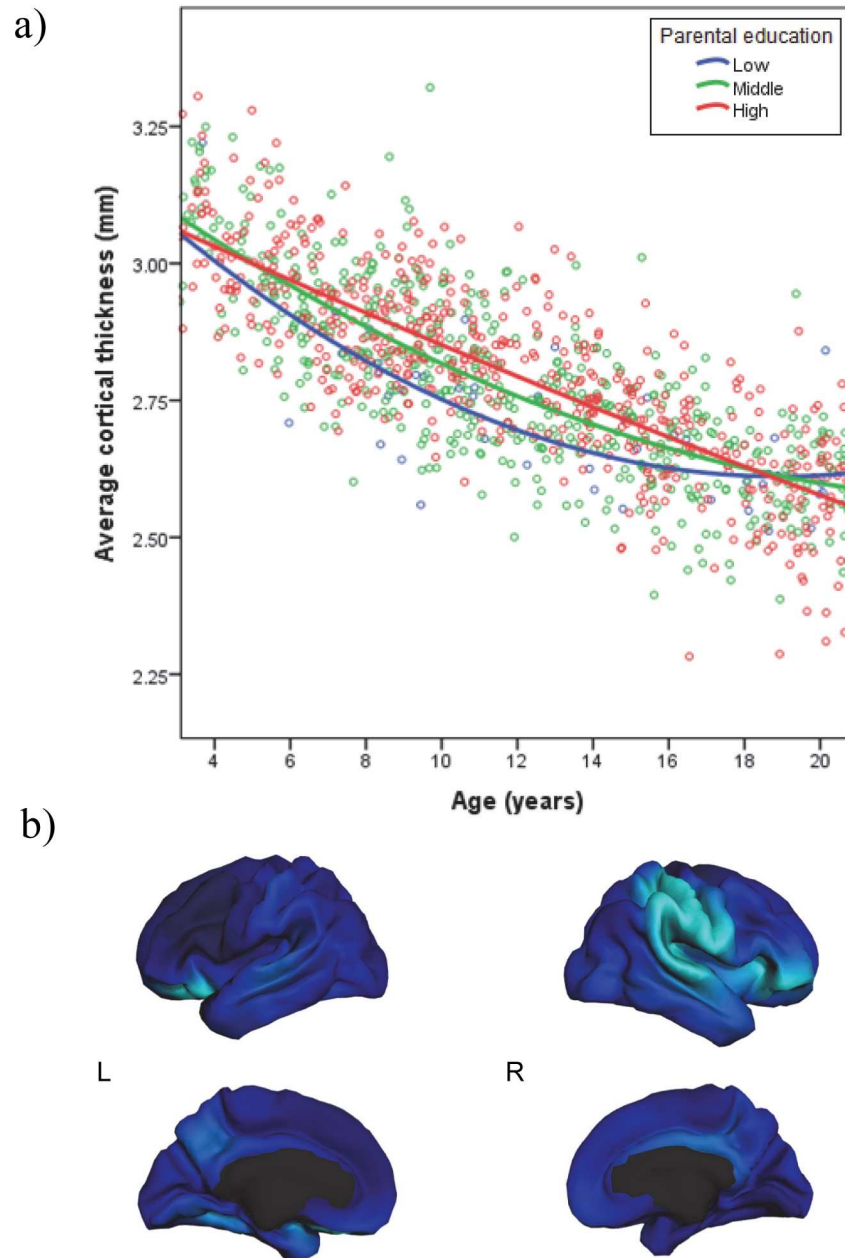 a)
Parental education
Low
Middle
High
Average cortical thickness (mm)
3.25
3.00
2.75
2.50
2.25
4 6 8 10 12 14 16 18 20
Age (years)
b)
L R